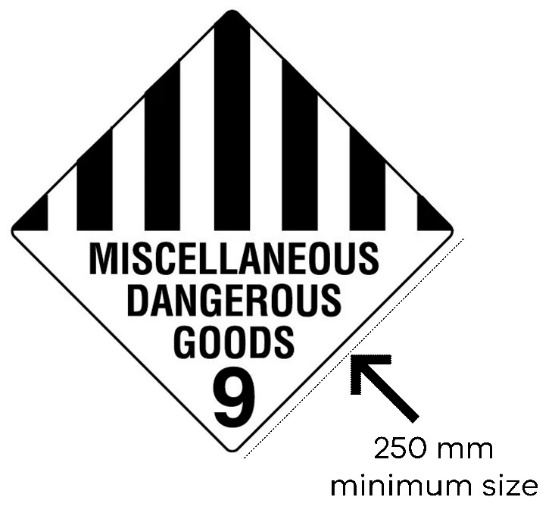 MISCELLANEOUS
DANGEROUS
GOODS
9
250 mm
minimum size